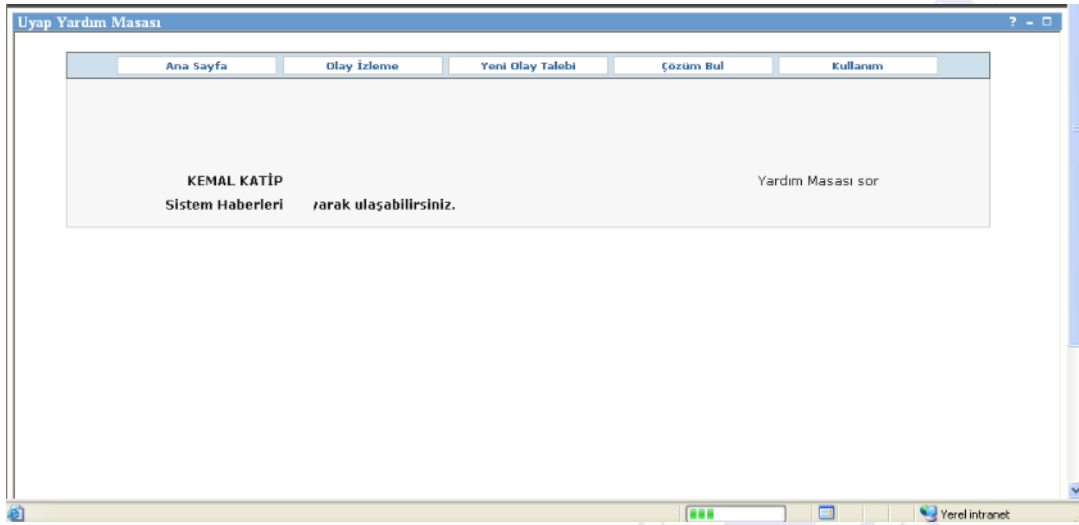 Uyap Yardım Masası
Ana Sayfa Olay İzleme Yeni Olay Talebi Çözüm Bul Kullanım
KEMAL KATİP Yardım Masası sor
Sistem Haberleri yarak ulaşabilirsiniz.
Yerel intranet